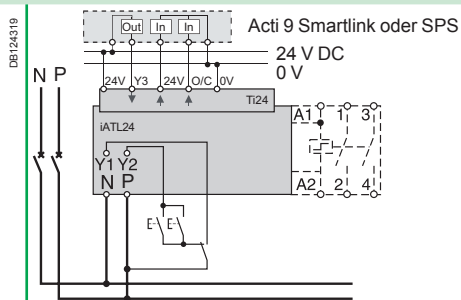 DB124319
Out In In
Acti 9 Smartlink oder SPS
24 V DC
0 V
N P
24V Y3 24V O/C 0V
Ti24
iATL24
A1 1 3
Y1 Y2
N P
A2 2 4
E E